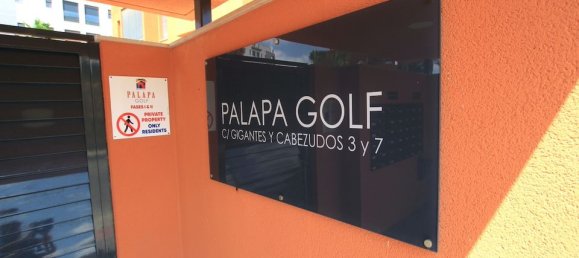 PALAPA
GOLF
FASES I & II
PRIVATE
PROPERTY
ONLY
RESIDENTS
PALAPA GOLF
C/ GIGANTES Y CABEZUDOS 3 y 7